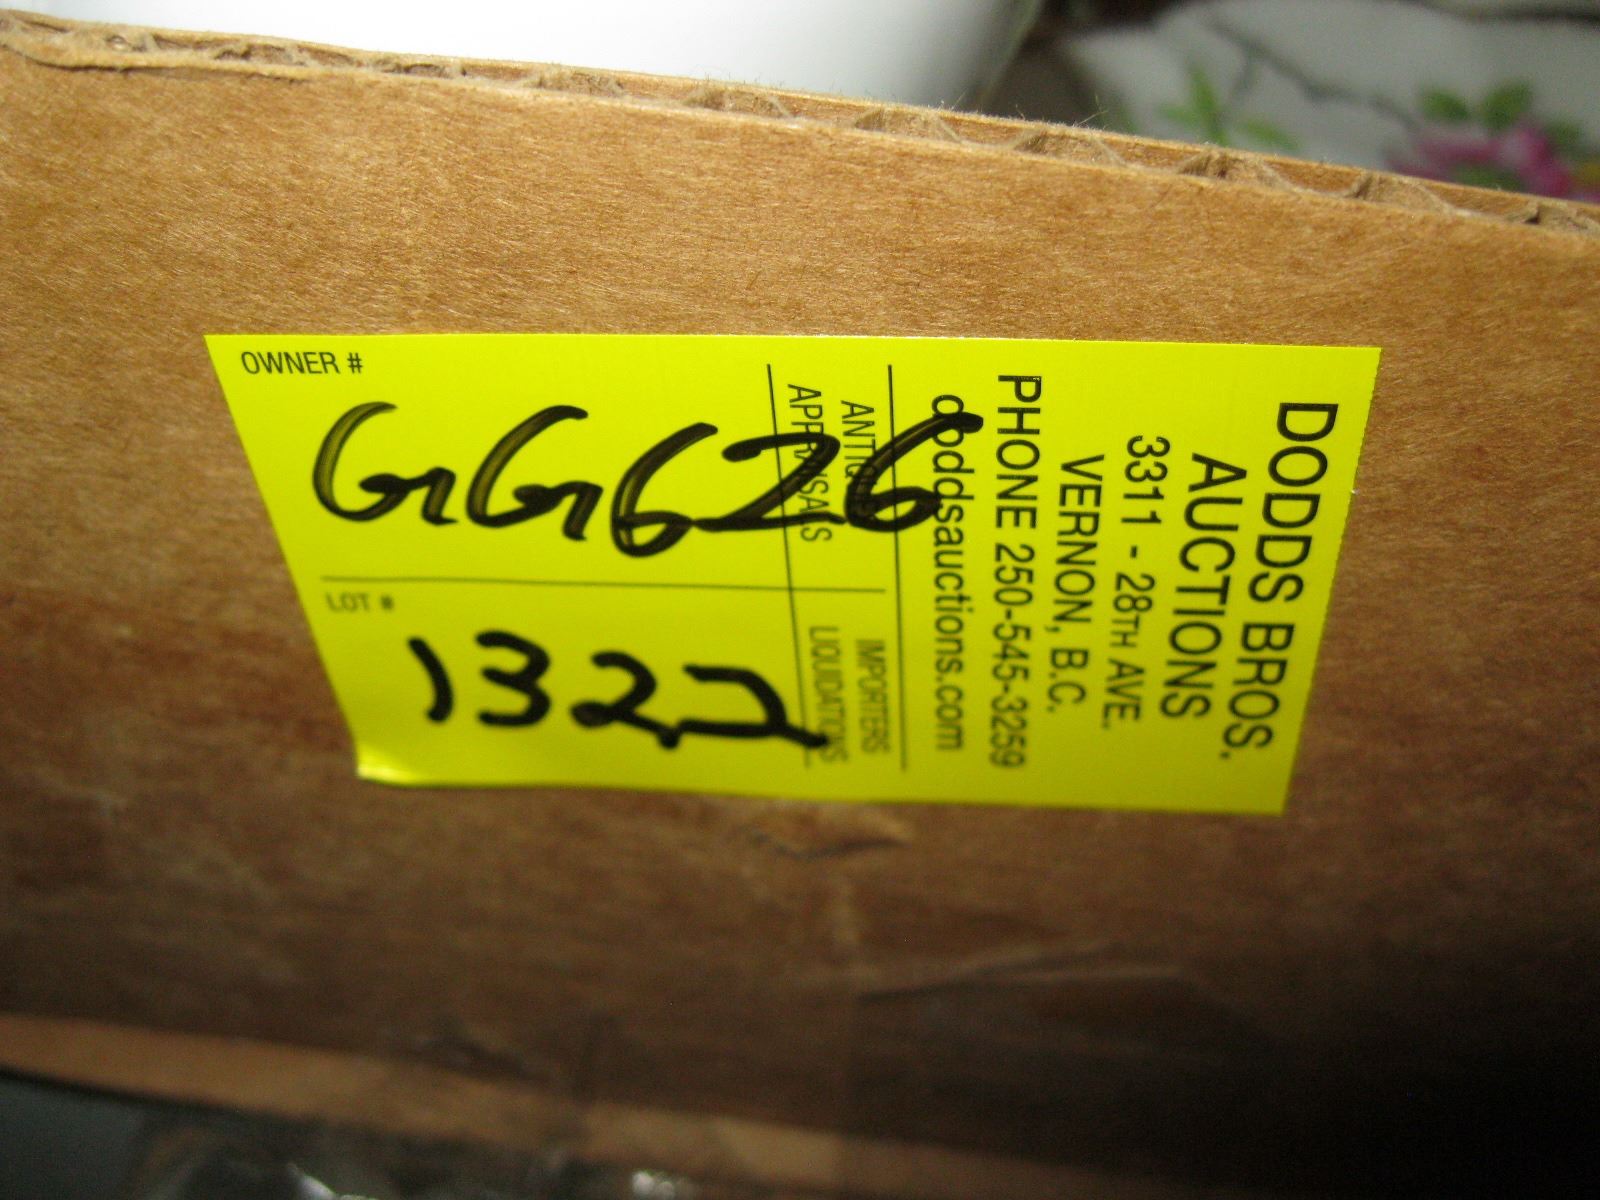 DODDS BROS.
AUCTIONS
3311 - 28TH AVE.
VERNON, B.C.
PHONE 250-545-3259
doddsauctions.com
ANTIQUES IMPORTERS
APPRAISALS LIQUIDATIONS
OWNER #
GG626
LOT #
1322